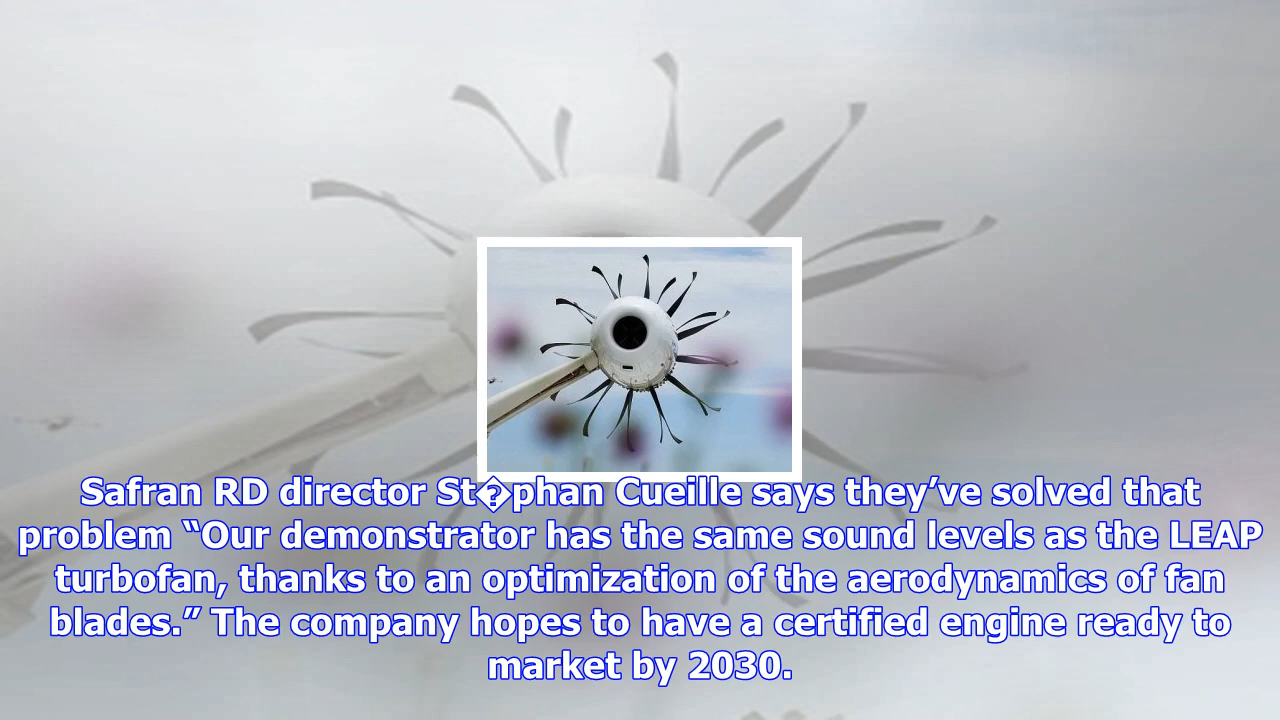 Safran RD director St�phan Cueille says they’ve solved that
problem “Our demonstrator has the same sound levels as the LEAP
turbofan, thanks to an optimization of the aerodynamics of fan
blades.” The company hopes to have a certified engine ready to
market by 2030.